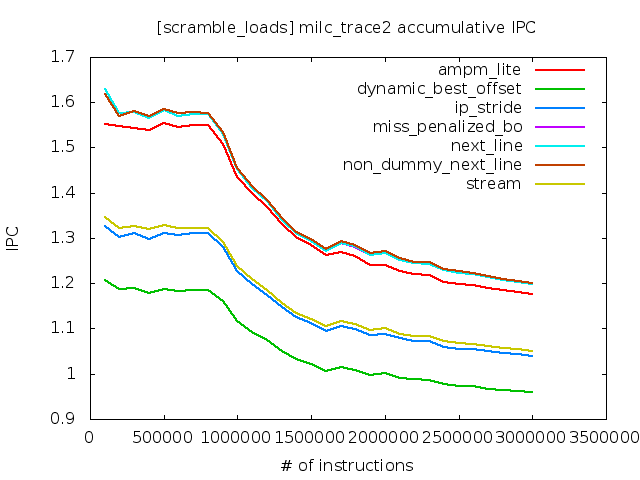 [scramble_loads] milc_trace2 accumulative IPC
1.7
1.6
1.5
1.4
1.3
1.2
1.1
1
0.9
IPC
ampm_lite
dynamic_best_offset
ip_stride
miss_penalized_bo
next_line
non_dummy_next_line
stream
0 500000 1000000 1500000 2000000 2500000 3000000 3500000
# of instructions